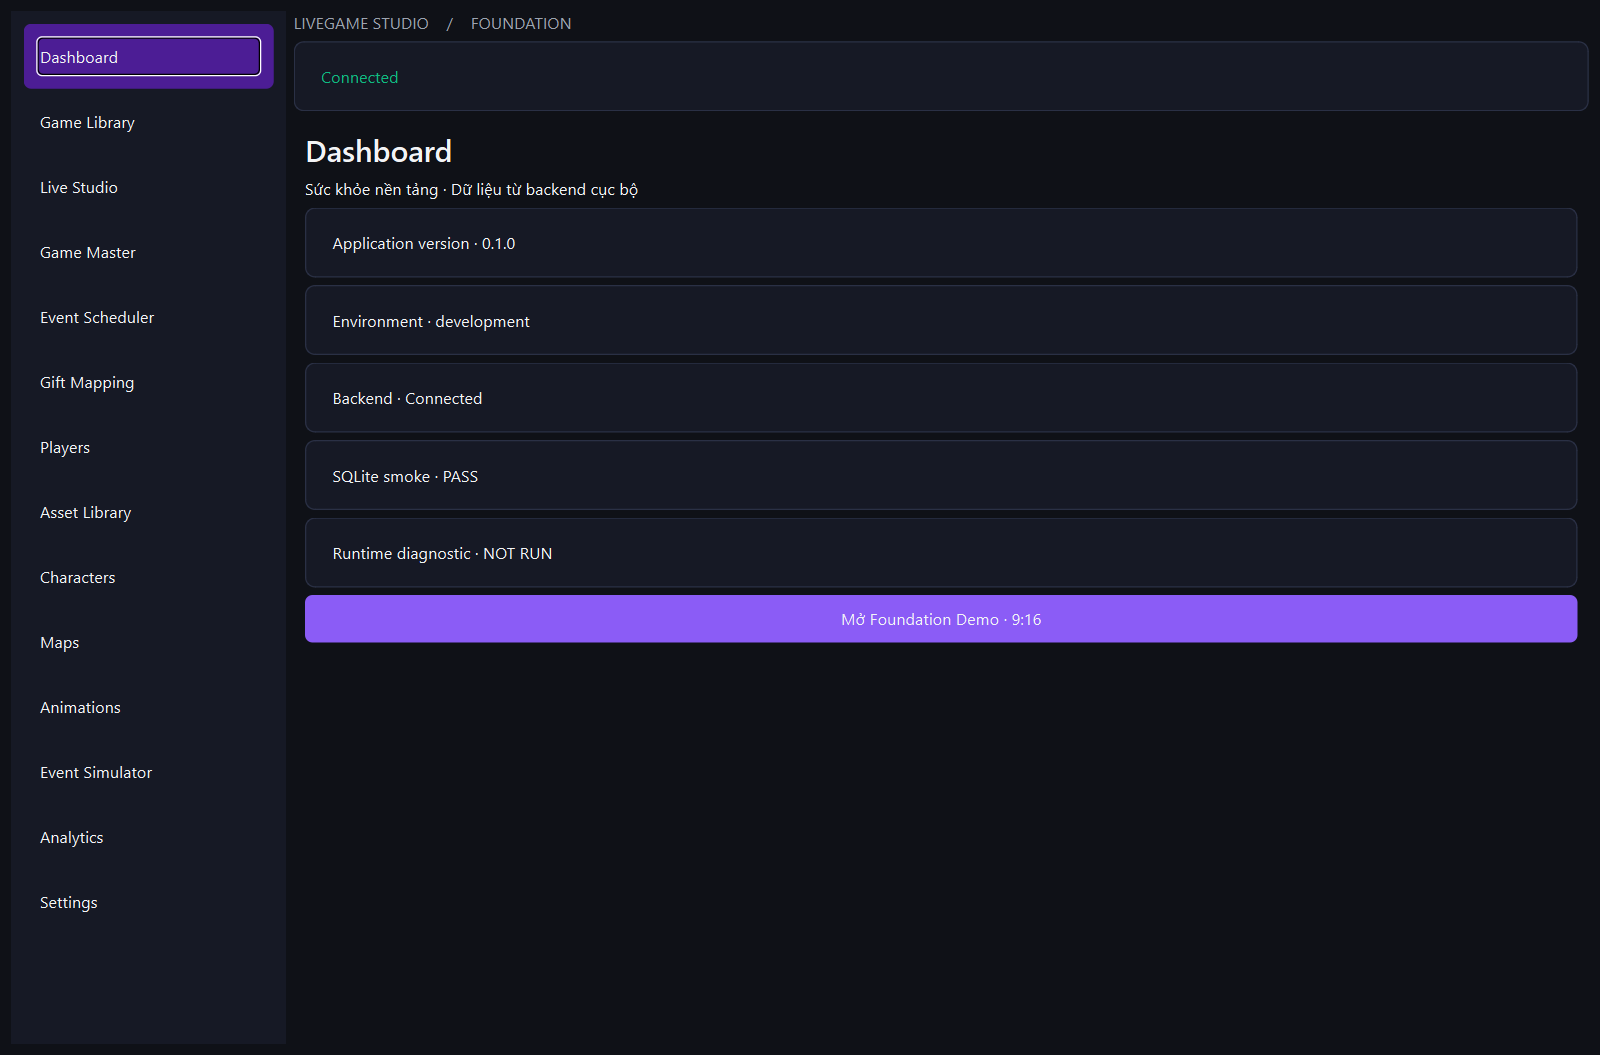 Dashboard
Game Library
Live Studio
Game Master
Event Scheduler
Gift Mapping
Players
Asset Library
Characters
Maps
Animations
Event Simulator
Analytics
Settings
LIVEGAME STUDIO / FOUNDATION
Connected
Dashboard
Sức khỏe nền tảng · Dữ liệu từ backend cục bộ
Application version · 0.1.0
Environment · development
Backend · Connected
SQLite smoke · PASS
Runtime diagnostic · NOT RUN
Mở Foundation Demo · 9:16